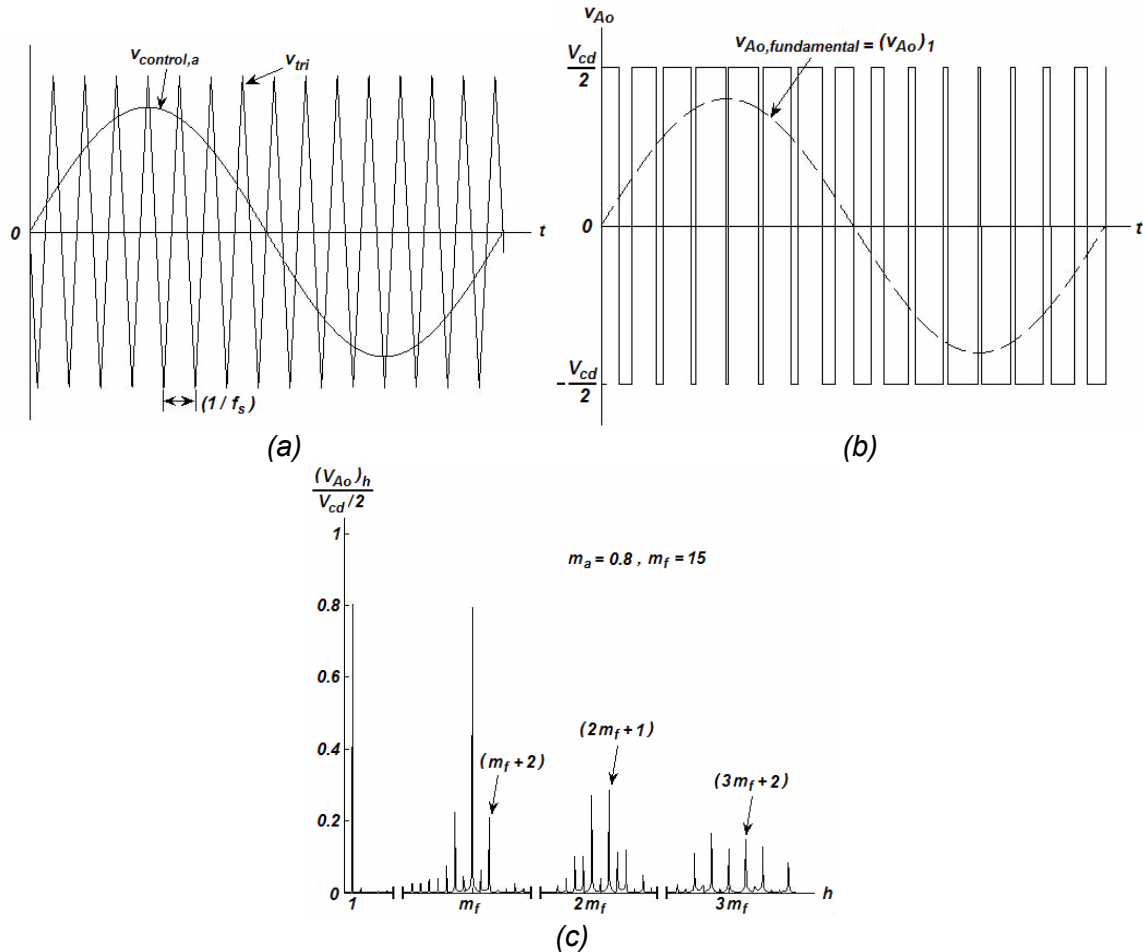 v_control,a
v_tri
0
t
(1/f_s)
(a)
v_Ao
V_cd
2
v_Ao,fundamental = (v_Ao)_1
0
t
-V_cd
2
(b)
(V_Ao)_h
V_cd/2
1
m_a = 0.8 , m_f = 15
0.8
0.6
0.4
(2m_f+1)
(m_f+2)
(3m_f+2)
0.2
0
1
m_f
2m_f
3m_f
h
(c)